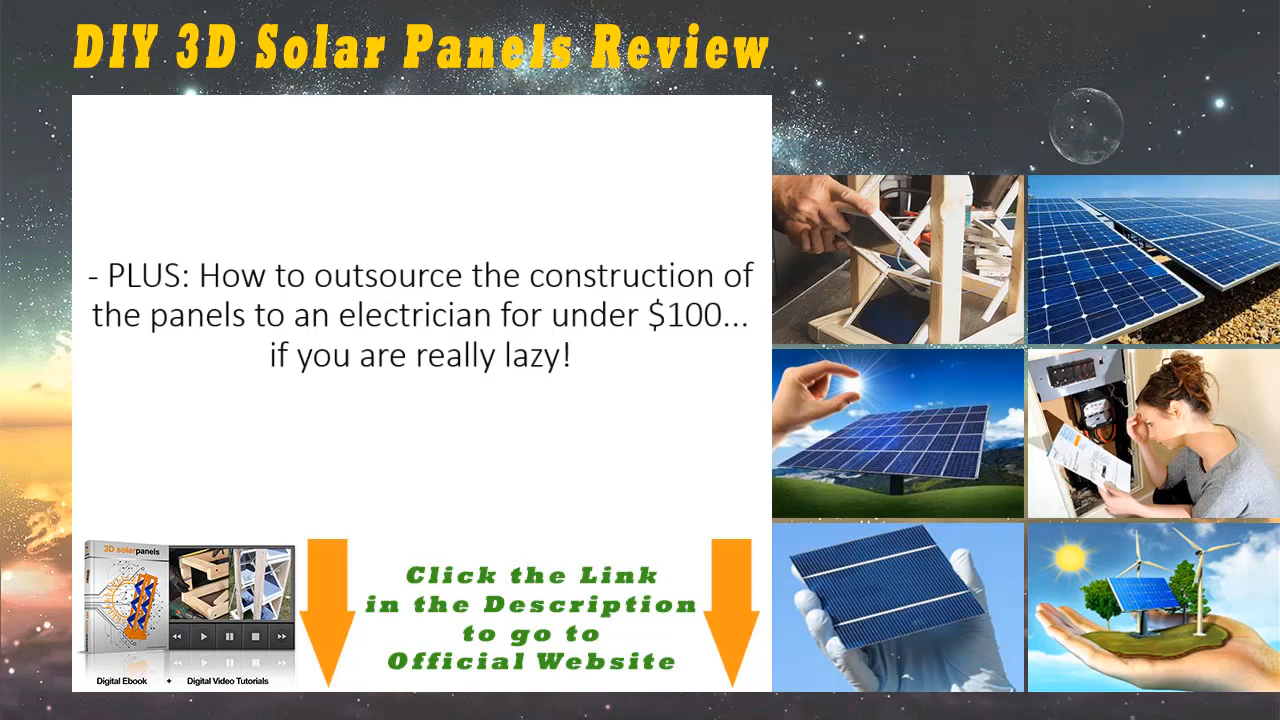 DIY 3D Solar Panels Review
- PLUS: How to outsource the construction of
the panels to an electrician for under $100...
if you are really lazy!
3D solarpanels
Digital Ebook + Digital Video Tutorials
Click the Link
in the Description
to go to
Official Website